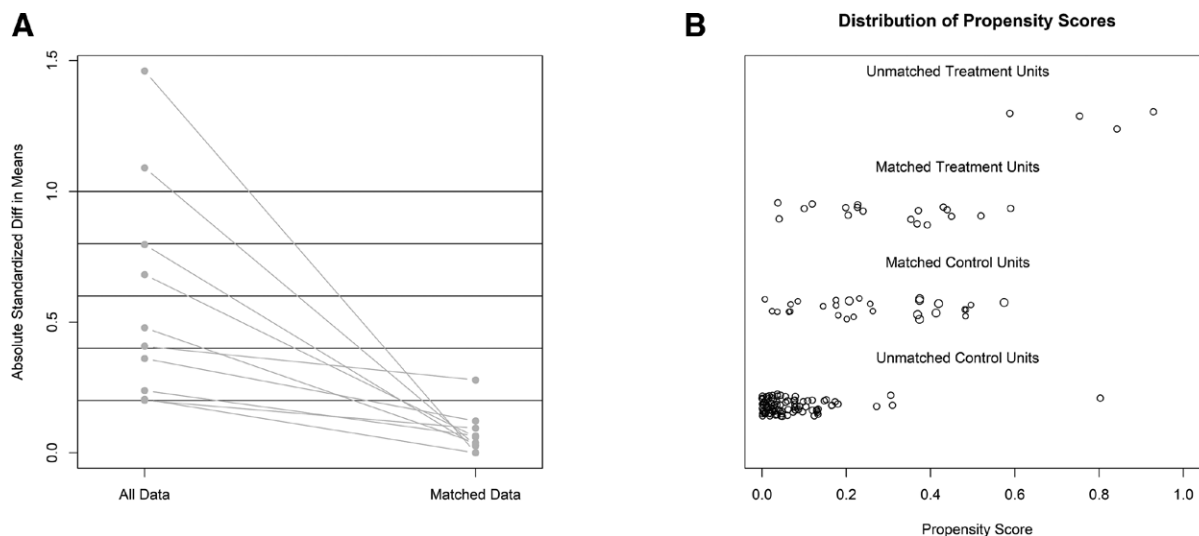 A
1.5
1.0
0.5
0.0
Absolute Standardized Diff in Means
All Data
Matched Data
B
Distribution of Propensity Scores
Unmatched Treatment Units
Matched Treatment Units
Matched Control Units
Unmatched Control Units
0.0 0.2 0.4 0.6 0.8 1.0
Propensity Score